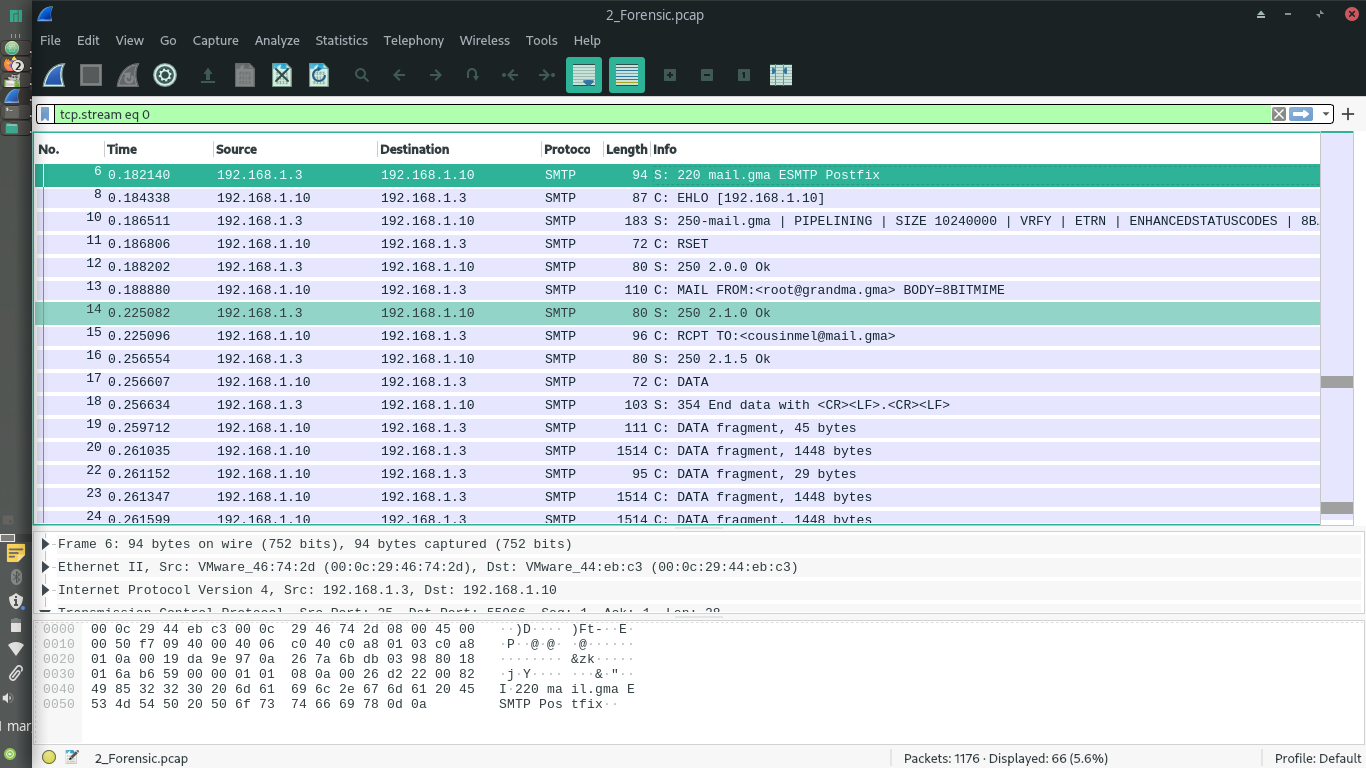 2_Forensic.pcap
File Edit View Go Capture Analyze Statistics Telephony Wireless Tools Help
tcp.stream eq 0
No. Time Source Destination Protoco Length Info
6 0.182140 192.168.1.3 192.168.1.10 SMTP 94 S: 220 mail.gma ESMTP Postfix
8 0.184338 192.168.1.10 192.168.1.3 SMTP 87 C: EHLO [192.168.1.10]
10 0.186511 192.168.1.3 192.168.1.10 SMTP 183 S: 250-mail.gma | PIPELINING | SIZE 10240000 | VRFY | ETRN | ENHANCEDSTATUSCODES | 8B…
11 0.186806 192.168.1.10 192.168.1.3 SMTP 72 C: RSET
12 0.188202 192.168.1.3 192.168.1.10 SMTP 80 S: 250 2.0.0 Ok
13 0.188880 192.168.1.10 192.168.1.3 SMTP 110 C: MAIL FROM:<root@grandma.gma> BODY=8BITMIME
14 0.225082 192.168.1.3 192.168.1.10 SMTP 80 S: 250 2.1.0 Ok
15 0.225096 192.168.1.10 192.168.1.3 SMTP 96 C: RCPT TO:<cousinmel@mail.gma>
16 0.256554 192.168.1.3 192.168.1.10 SMTP 80 S: 250 2.1.5 Ok
17 0.256607 192.168.1.10 192.168.1.3 SMTP 72 C: DATA
18 0.256634 192.168.1.3 192.168.1.10 SMTP 103 S: 354 End data with <CR><LF>.<CR><LF>
19 0.259712 192.168.1.10 192.168.1.3 SMTP 111 C: DATA fragment, 45 bytes
20 0.261035 192.168.1.10 192.168.1.3 SMTP 1514 C: DATA fragment, 1448 bytes
22 0.261152 192.168.1.10 192.168.1.3 SMTP 95 C: DATA fragment, 29 bytes
23 0.261347 192.168.1.10 192.168.1.3 SMTP 1514 C: DATA fragment, 1448 bytes
24 0.261599 192.168.1.10 192.168.1.3 SMTP 1514 C: DATA fragment, 1448 bytes
Frame 6: 94 bytes on wire (752 bits), 94 bytes captured (752 bits)
Ethernet II, Src: VMware_46:74:2d (00:0c:29:46:74:2d), Dst: VMware_44:eb:c3 (00:0c:29:44:eb:c3)
Internet Protocol Version 4, Src: 192.168.1.3, Dst: 192.168.1.10
0000 00 0c 29 44 eb c3 00 0c 29 46 74 2d 08 00 45 00 ··)D···· )Ft-··E·
0010 00 50 f7 09 40 00 40 06 c0 40 c0 a8 01 03 c0 a8 ·P··@·@· ·@······
0020 01 0a 00 19 da 9e 97 0a 26 7a 6b db 03 98 80 18 ········ &zk·····
0030 01 6a b6 59 00 00 01 01 08 0a 00 26 d2 22 00 82 ·j·Y···· ···&·"··
0040 49 85 32 32 30 20 6d 61 69 6c 2e 67 6d 61 20 45 I·220 ma il.gma E
0050 53 4d 54 50 20 50 6f 73 74 66 69 78 0d 0a SMTP Pos tfix··
2
1 mar
2_Forensic.pcap Packets: 1176 · Displayed: 66 (5.6%) Profile: Default